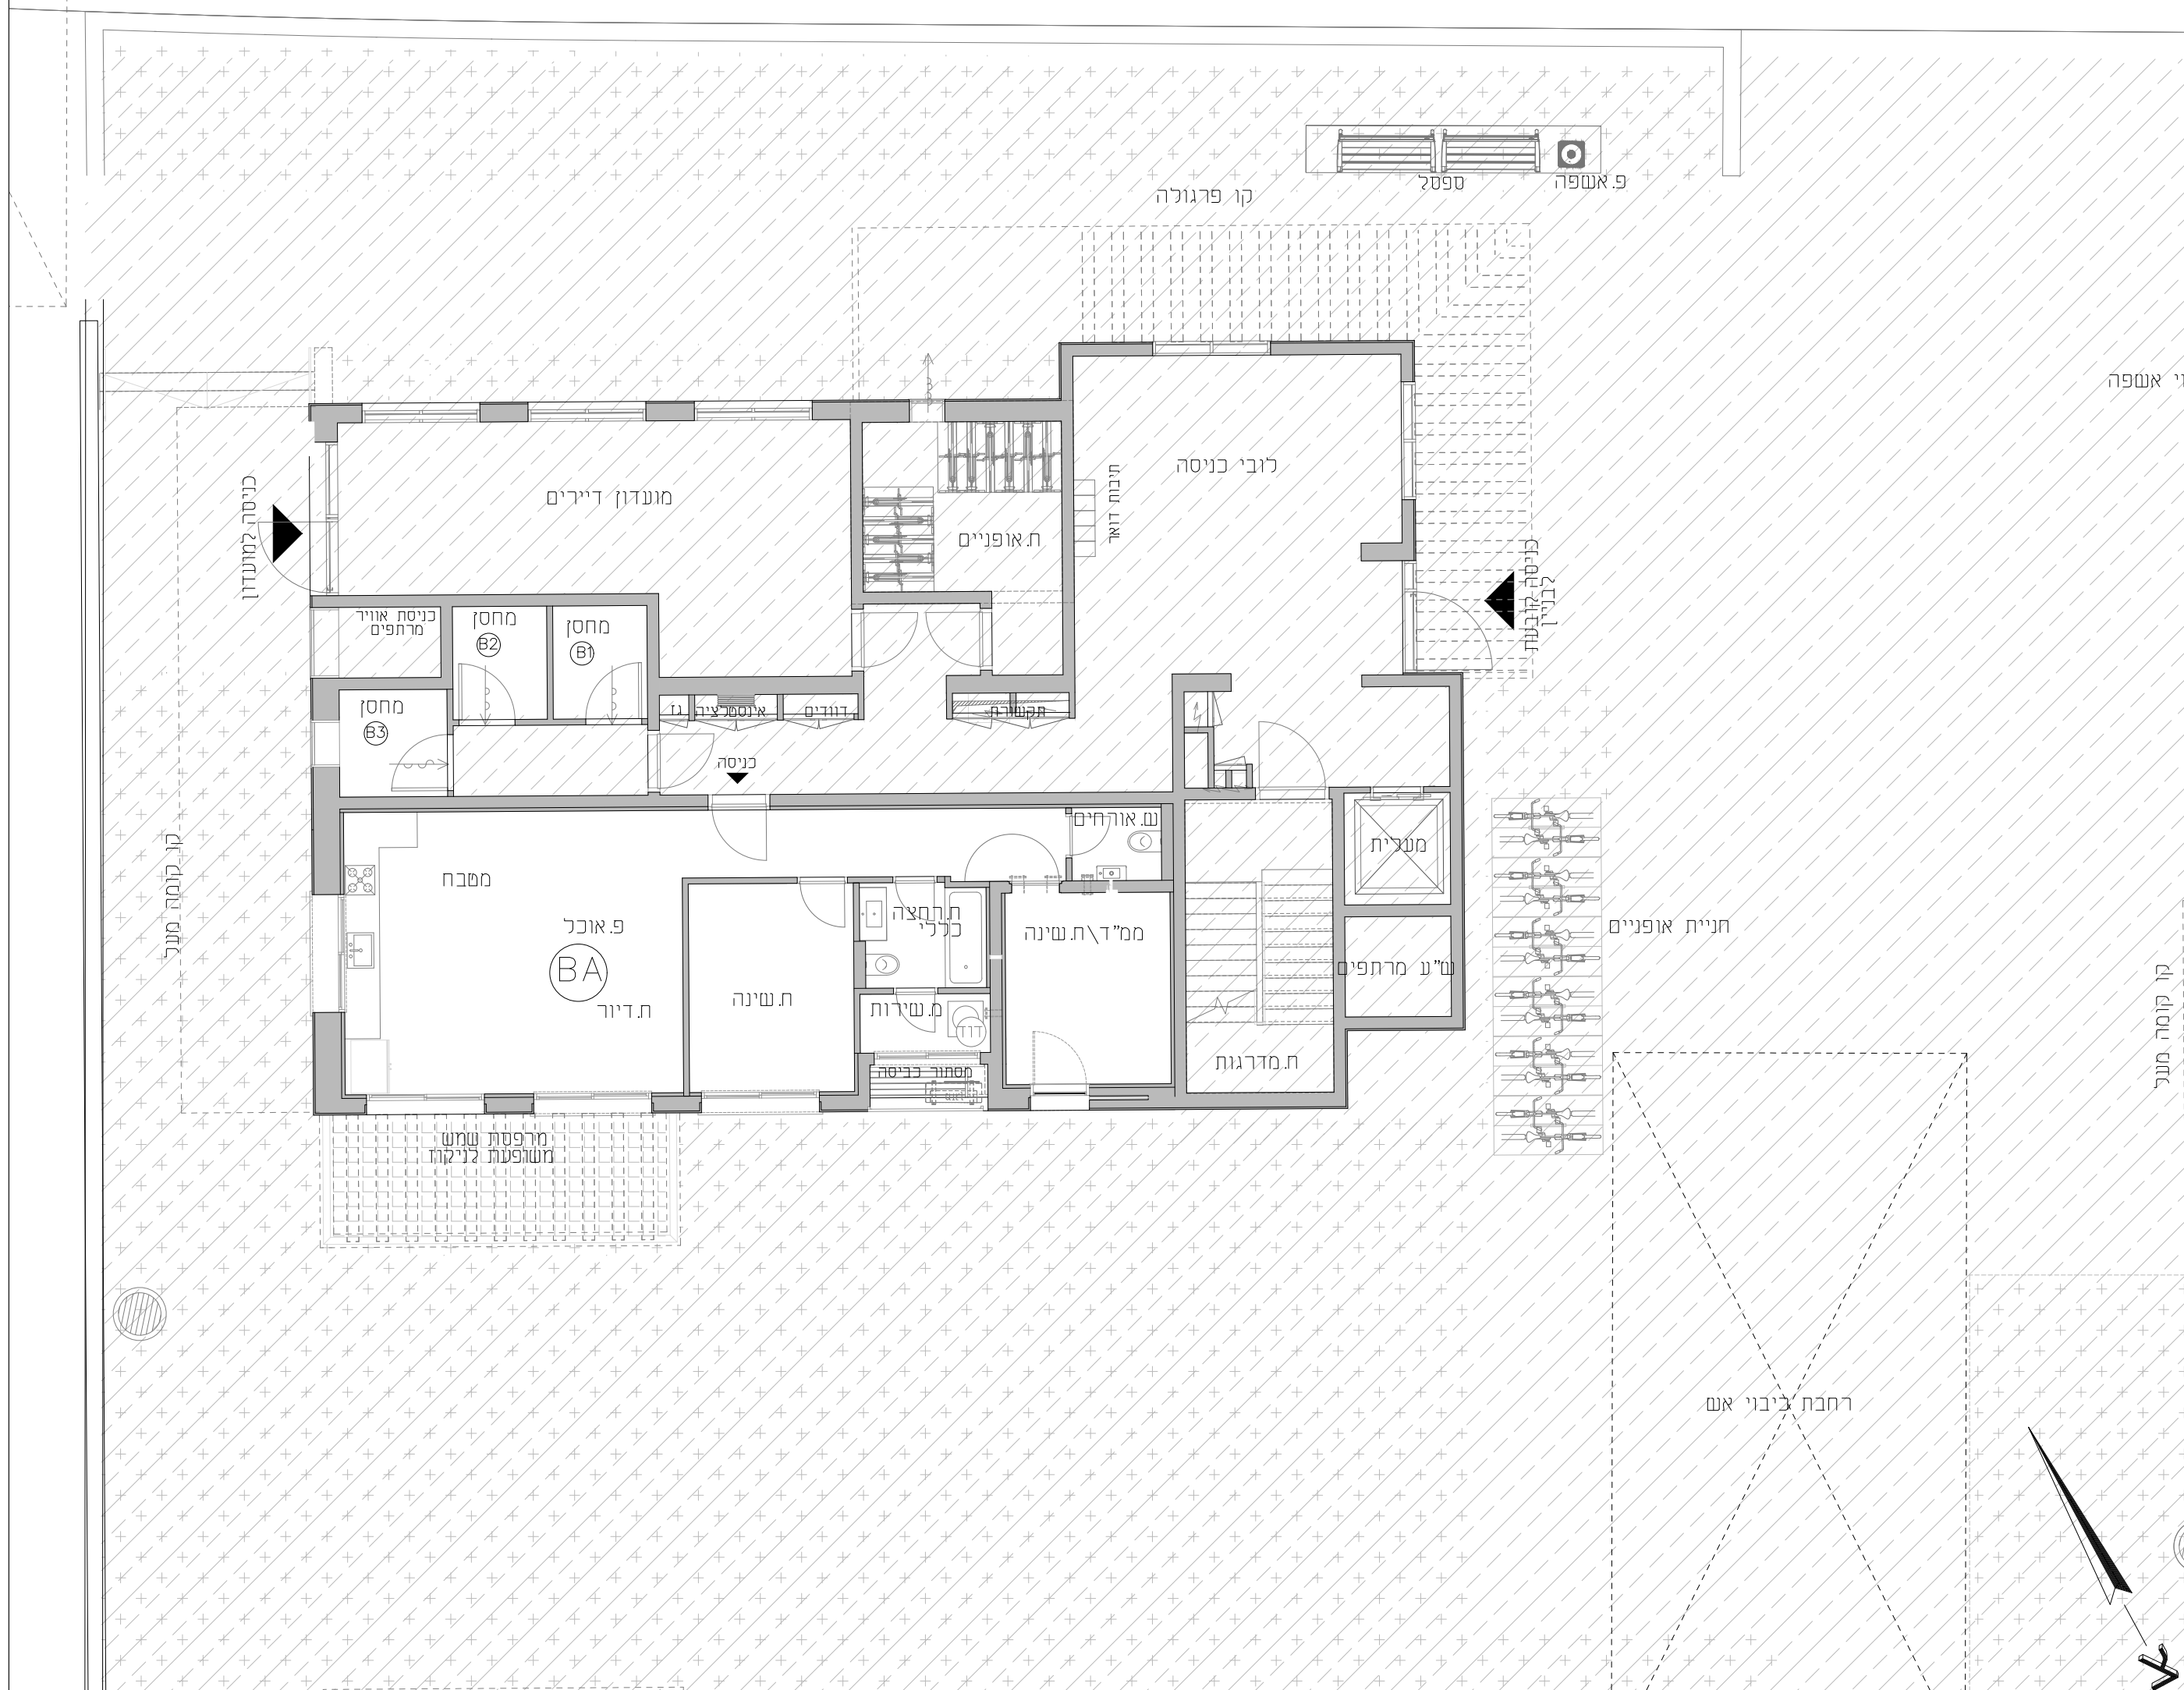 פ.אשפה
ספסל
קו פרגולה
וי אשפה
לובי כניסה
תיבות דואר
מועדון דיירים
ח.אופניים
כניסה למועדון
כניסה קובעת
לבניין
כניסת אוויר
מרתפים
מחסן
B2
מחסן
B1
מחסן
B3
גז
אינסטלציה
דוודים
תקשורת
כניסה
ש.אורחים
מעלית
קו קומה מעל
מטבח
פ.אוכל
BA
ח.דיור
ח.שינה
ח.רחצה
כללי
ממ"ד\ח.שינה
מ.שירות
דוד
מסתור כביסה
ח.מדרגות
ש"ע מרתפים
חניית אופניים
קו קומה מעל
מרפסת שמש
משופעת לניקוז
רחבת כיבוי אש